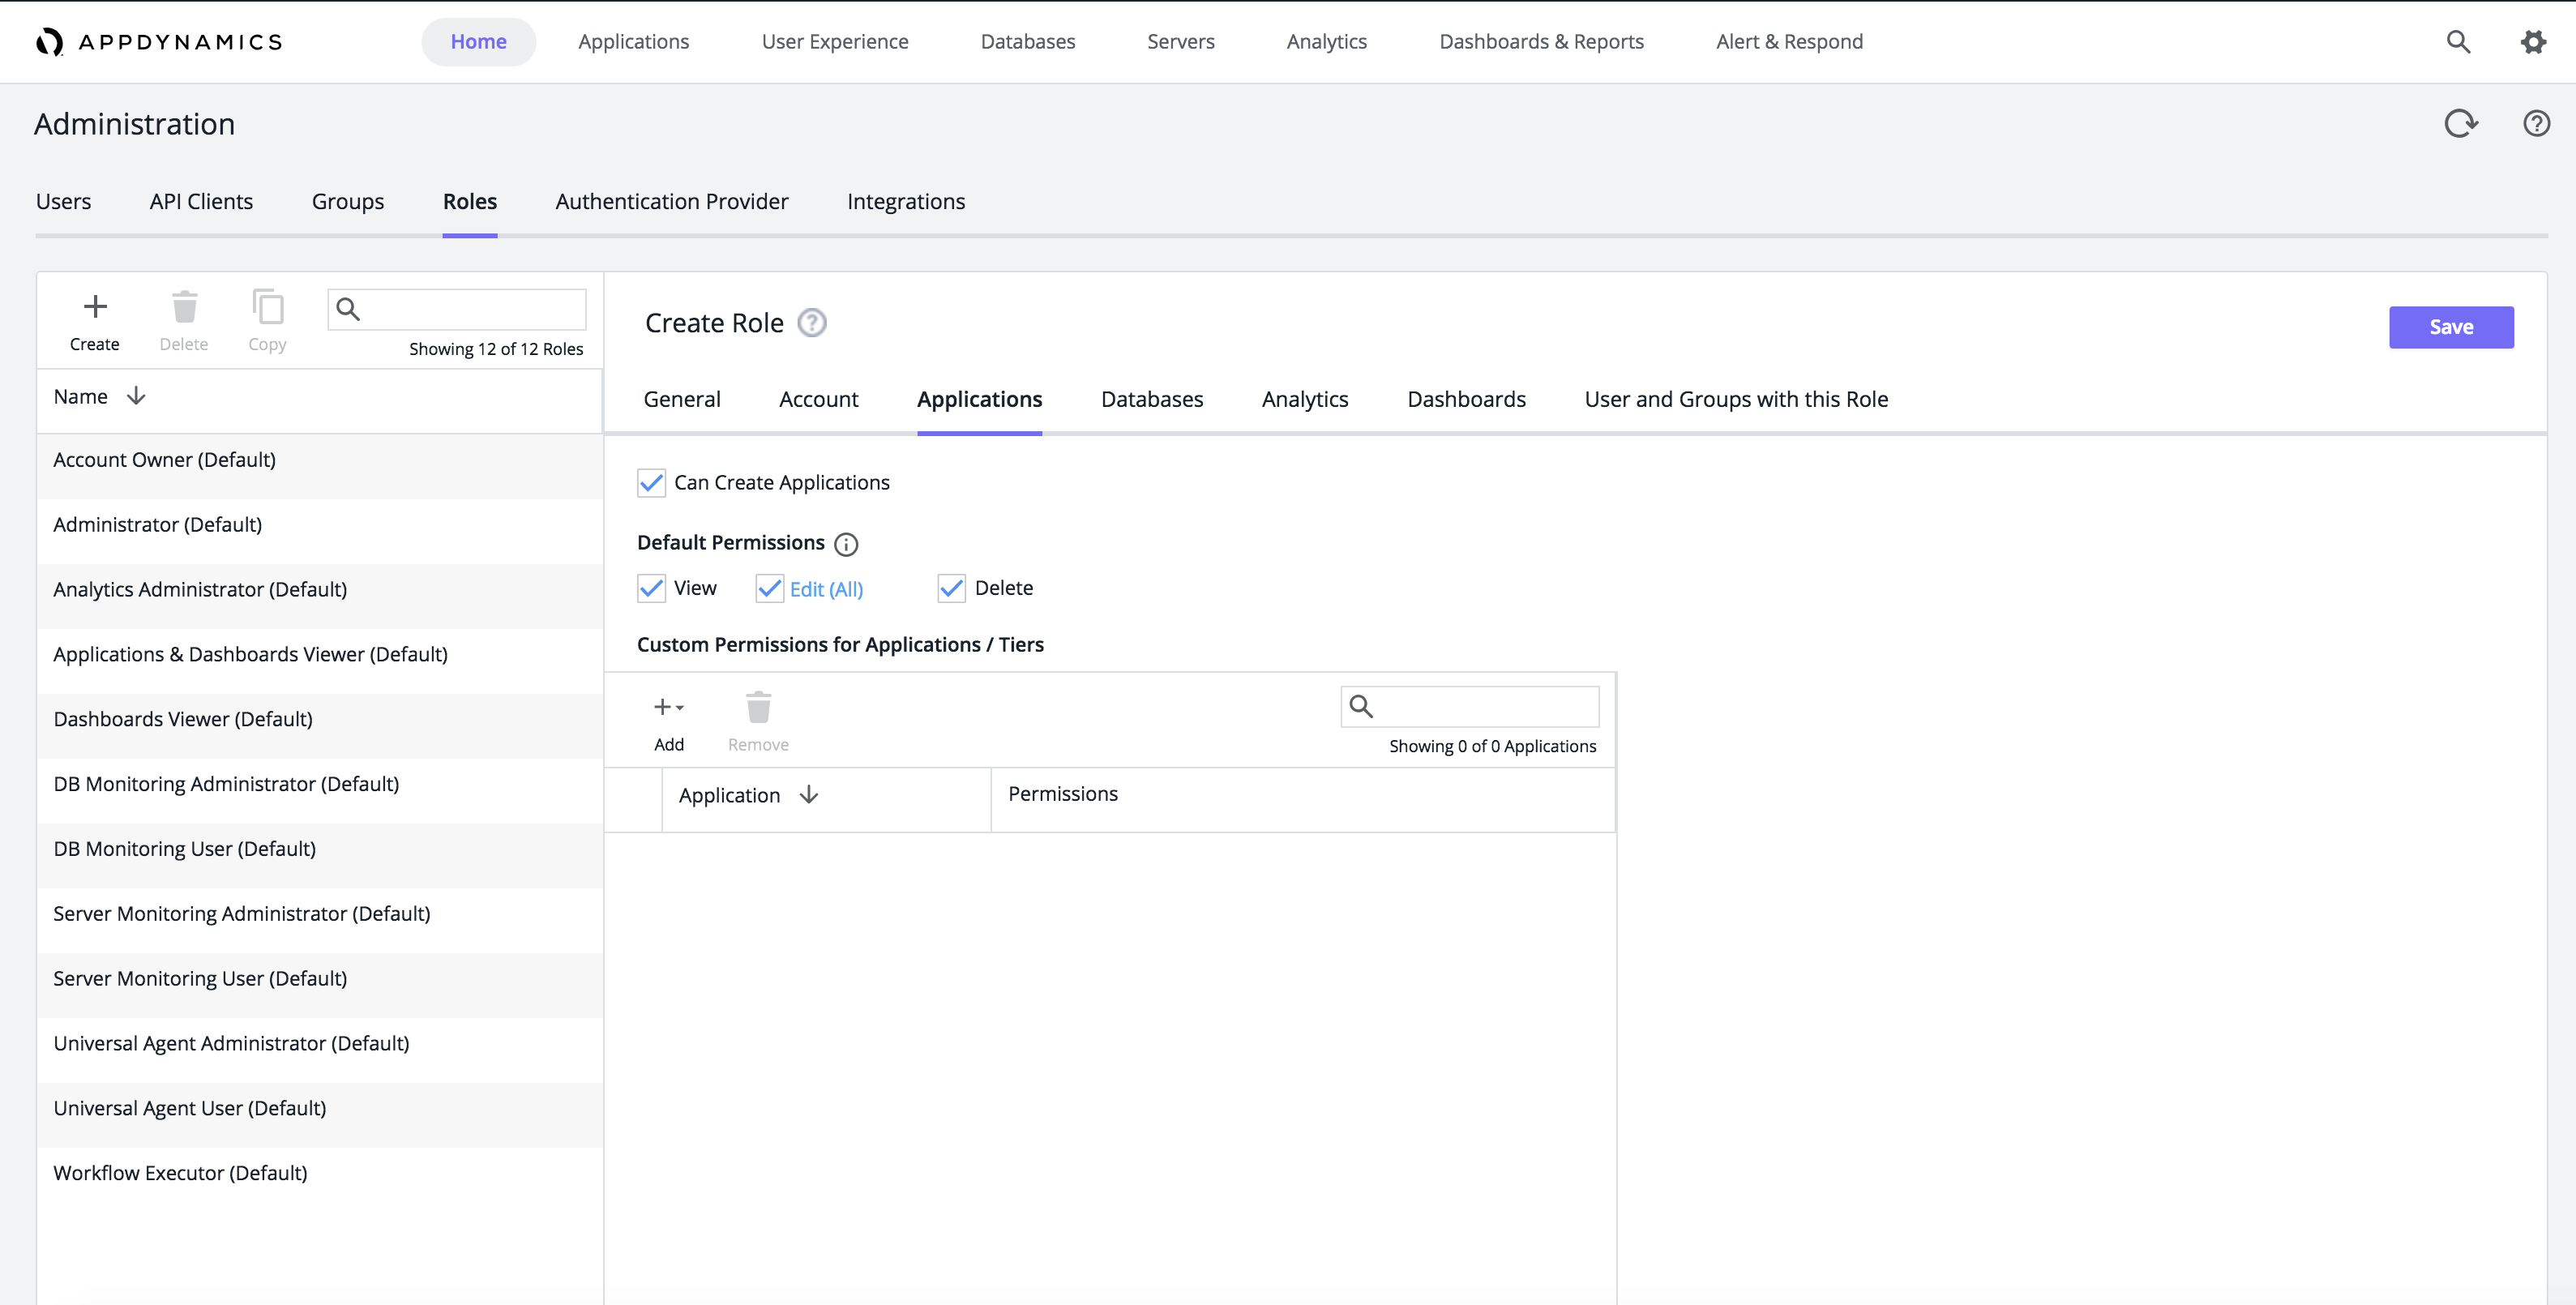 APPDYNAMICS Home Applications User Experience Databases Servers Analytics Dashboards & Reports Alert & Respond
Administration
Users API Clients Groups Roles Authentication Provider Integrations
Create Delete Copy
Showing 12 of 12 Roles
Name
Account Owner (Default)
Administrator (Default)
Analytics Administrator (Default)
Applications & Dashboards Viewer (Default)
Dashboards Viewer (Default)
DB Monitoring Administrator (Default)
DB Monitoring User (Default)
Server Monitoring Administrator (Default)
Server Monitoring User (Default)
Universal Agent Administrator (Default)
Universal Agent User (Default)
Workflow Executor (Default)
Create Role ?
Save
General Account Applications Databases Analytics Dashboards User and Groups with this Role
Can Create Applications
Default Permissions
View Edit (All) Delete
Custom Permissions for Applications / Tiers
Add Remove
Showing 0 of 0 Applications
Application Permissions